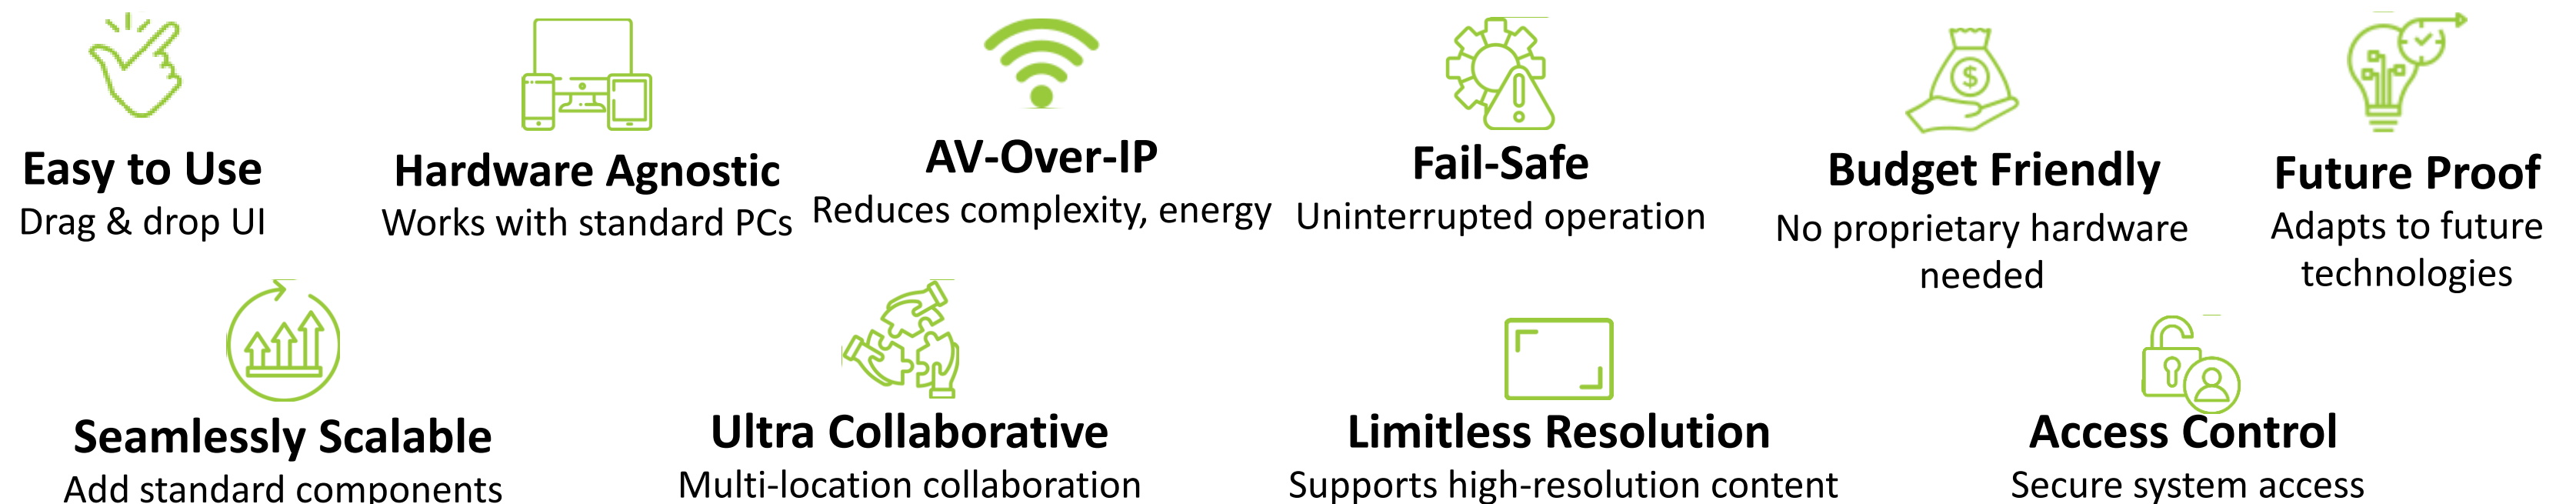 Easy to Use
Drag & drop UI
Hardware Agnostic
Works with standard PCs
AV-Over-IP
Reduces complexity, energy
Fail-Safe
Uninterrupted operation
Budget Friendly
No proprietary hardware
needed
Future Proof
Adapts to future
technologies
Seamlessly Scalable
Add standard components
Ultra Collaborative
Multi-location collaboration
Limitless Resolution
Supports high-resolution content
Access Control
Secure system access